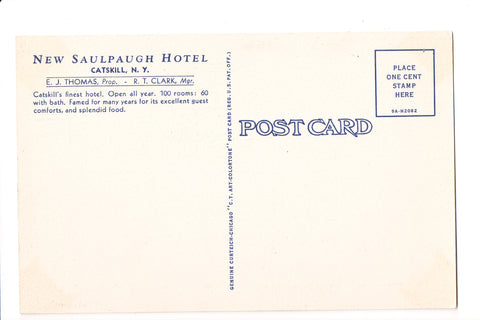 NEW SAULPAUGH HOTEL
CATSKILL, N. Y.
E. J. THOMAS, Prop. - R. T. CLARK, Mgr.
Catskill's finest hotel. Open all year. 100 rooms: 60
with bath. Famed for many years for its excellent guest
comforts, and splendid food.
GENUINE CURTEICH-CHICAGO "C.T. ART-COLORTONE" POST CARD (REG. U.S. PAT. OFF.)
POST CARD
PLACE
ONE CENT
STAMP
HERE
9A-H2062